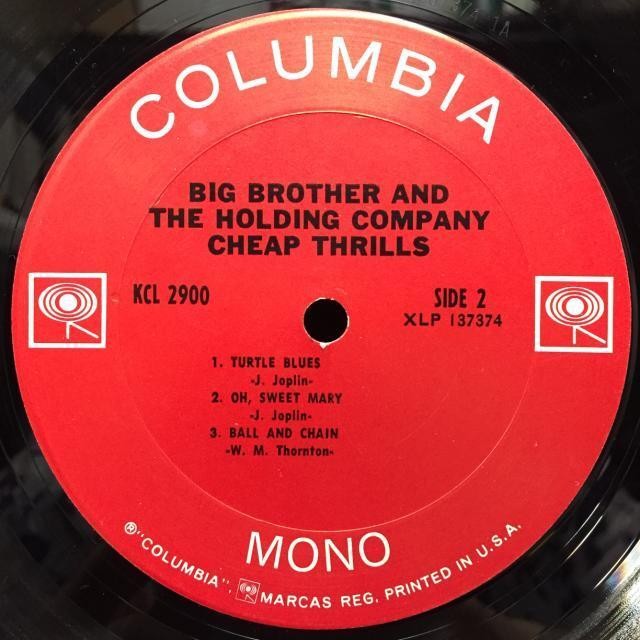 COLUMBIA
BIG BROTHER AND
THE HOLDING COMPANY
CHEAP THRILLS
KCL 2900
SIDE 2
XLP 137374
1. TURTLE BLUES
-J. Joplin-
2. OH, SWEET MARY
-J. Joplin-
3. BALL AND CHAIN
-W. M. Thornton-
MONO
®"COLUMBIA", MARCAS REG. PRINTED IN U.S.A.